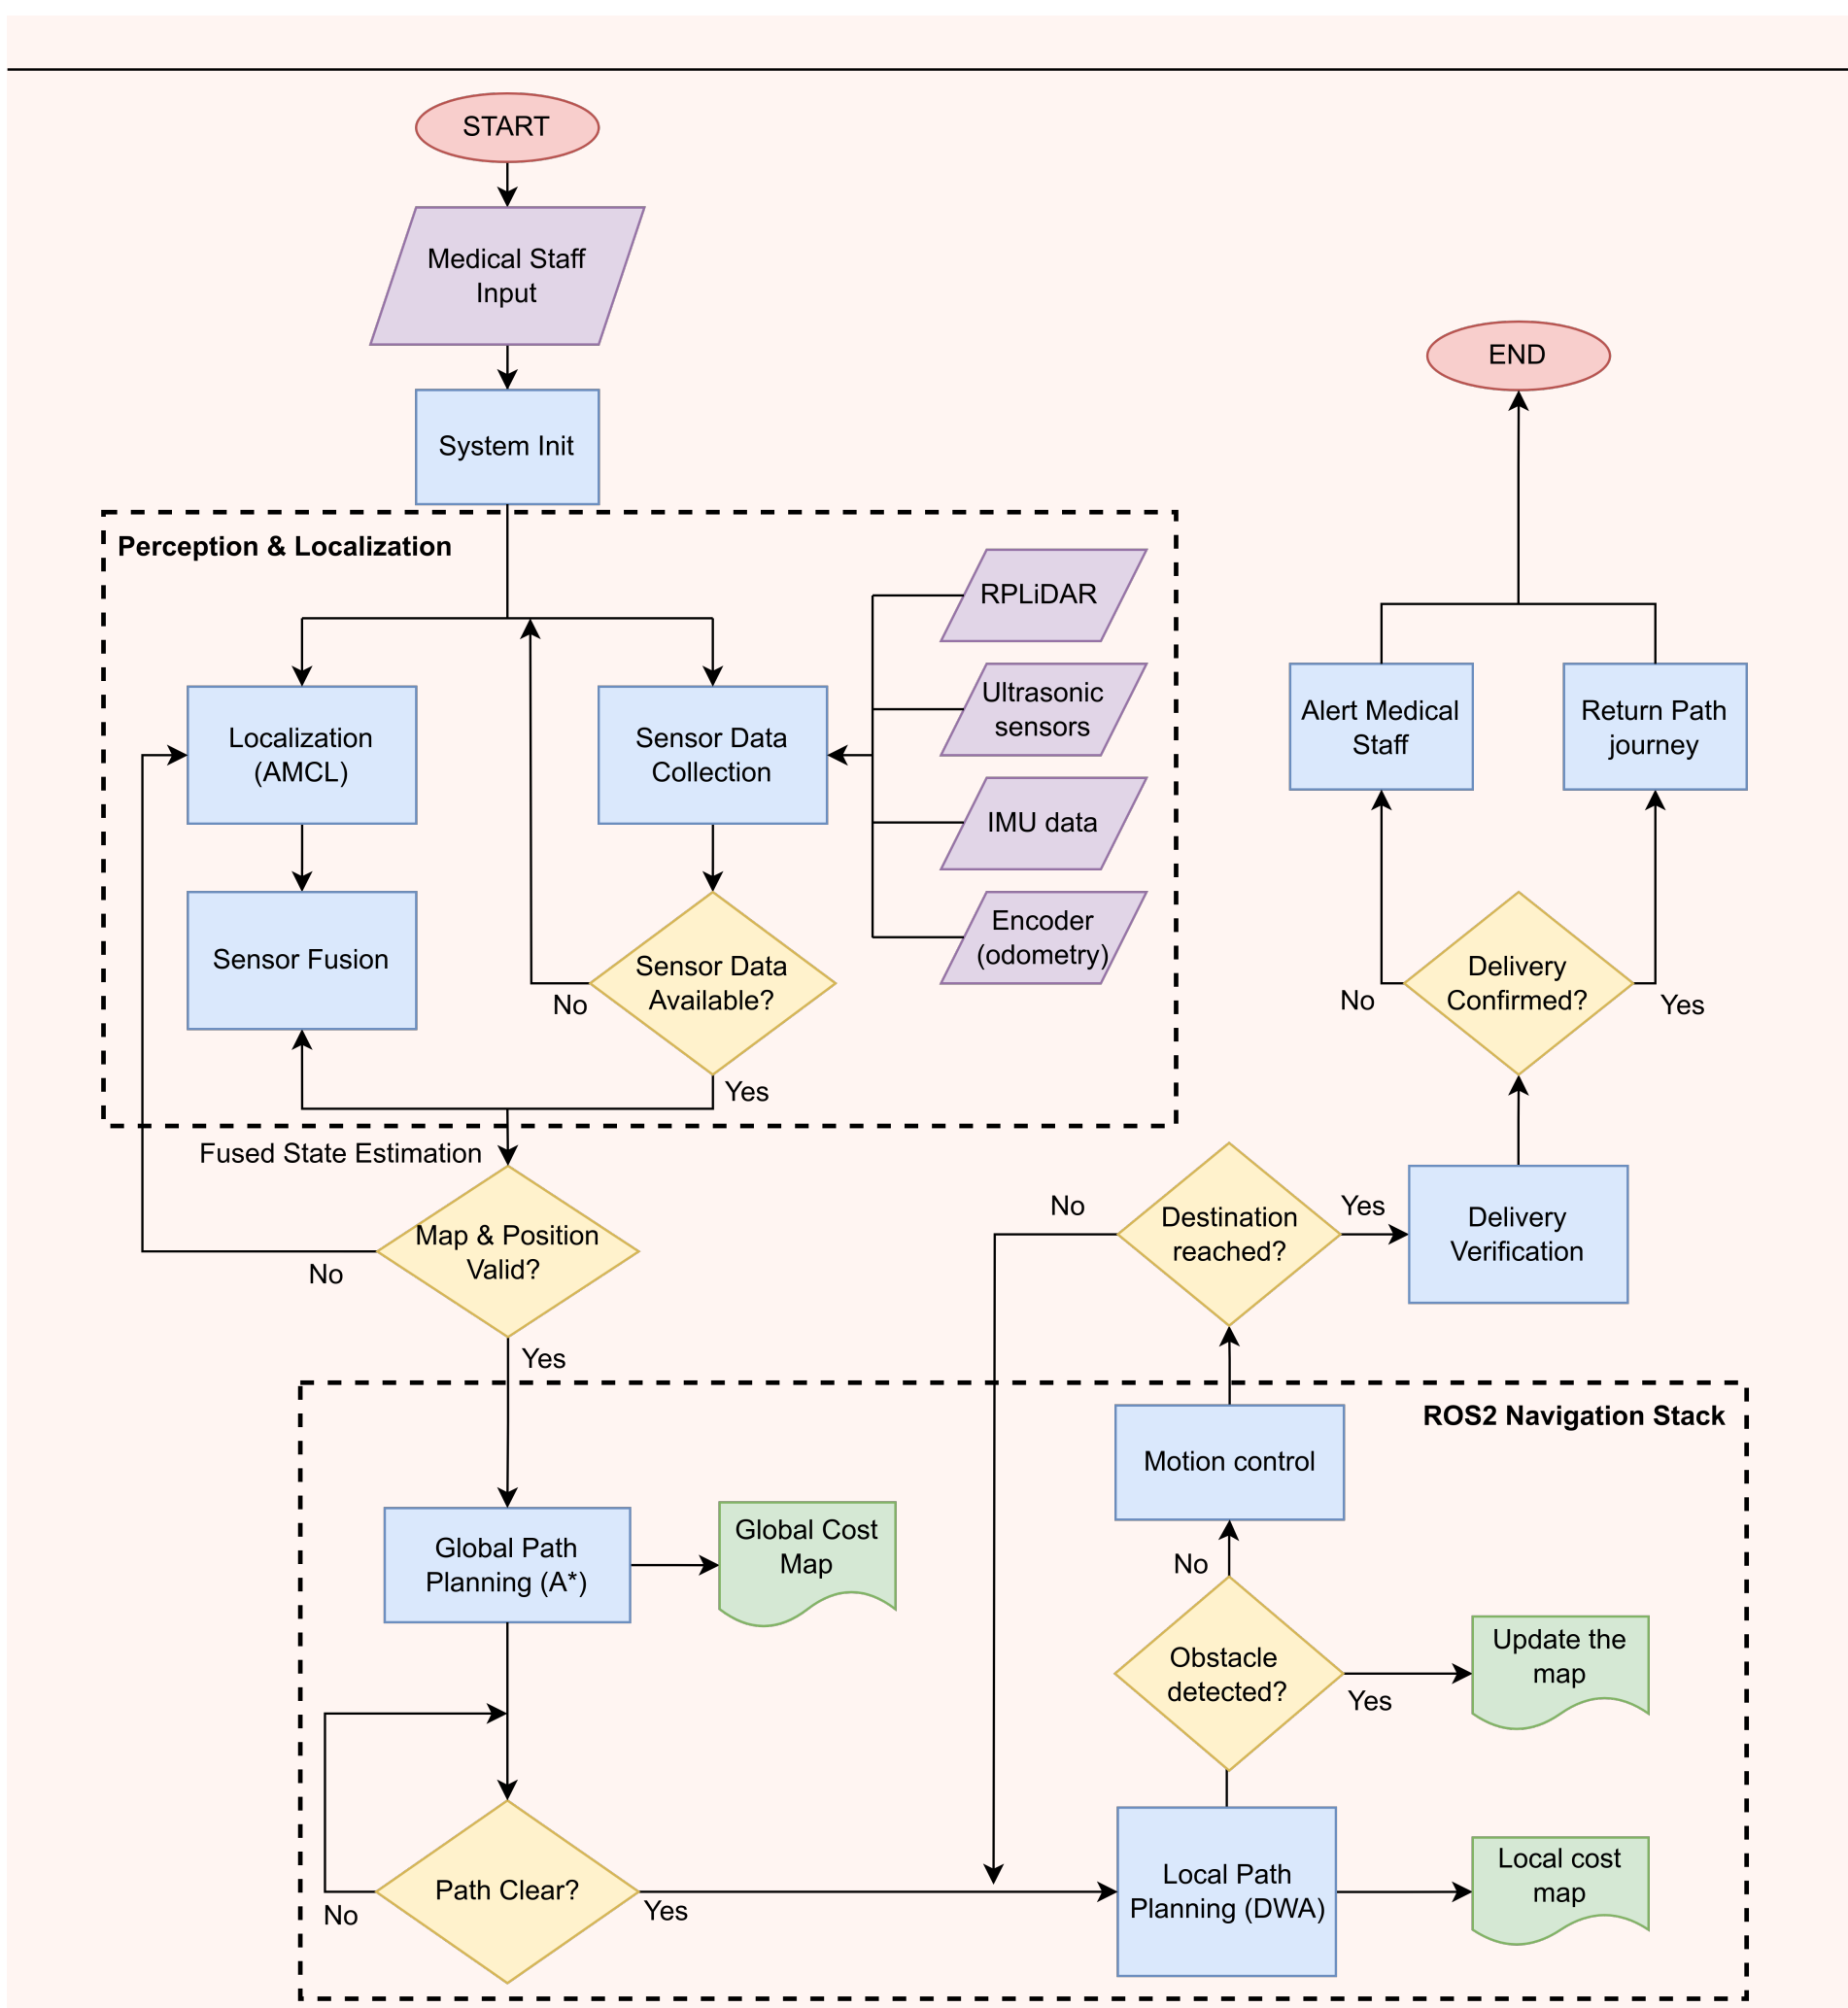 START
Medical Staff
Input
System Init
Perception & Localization
Localization
(AMCL)
Sensor Data
Collection
RPLiDAR
Ultrasonic
sensors
IMU data
Encoder
(odometry)
Sensor Fusion
Sensor Data
Available?
No
Yes
Fused State Estimation
Map & Position
Valid?
No
Yes
END
Alert Medical
Staff
Return Path
journey
Delivery
Confirmed?
No
Yes
Destination
reached?
No
Yes
Delivery
Verification
ROS2 Navigation Stack
Motion control
Global Path
Planning (A*)
Global Cost
Map
No
Obstacle
detected?
Yes
Update the
map
Path Clear?
No
Yes
Local Path
Planning (DWA)
Local cost
map